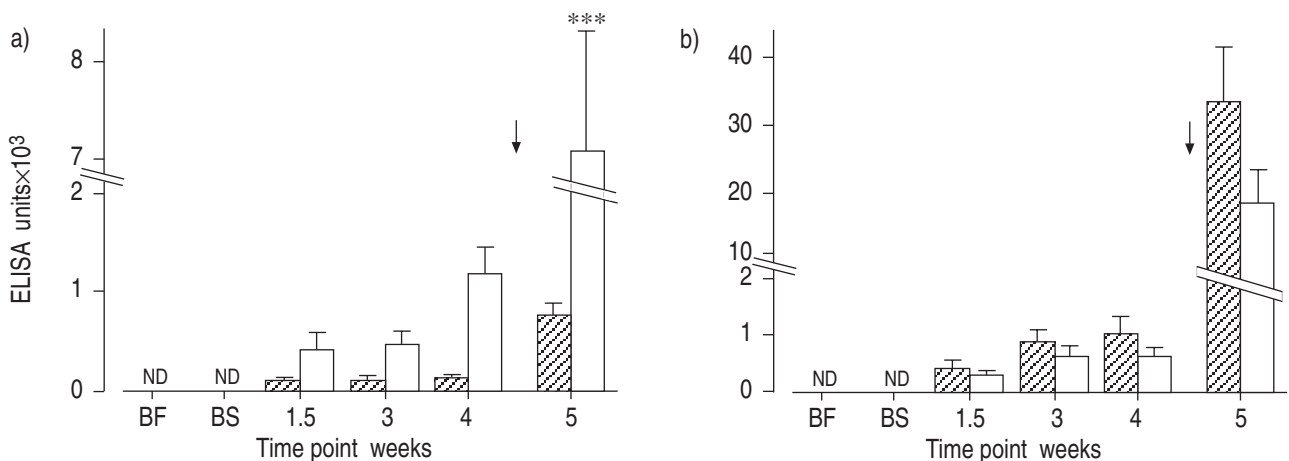 a)
ELISA units×10³
8
7
2
1
0
***
ND ND
BF BS 1.5 3 4 5
Time point weeks
b)
40
30
20
10
2
1
0
ND ND
BF BS 1.5 3 4 5
Time point weeks